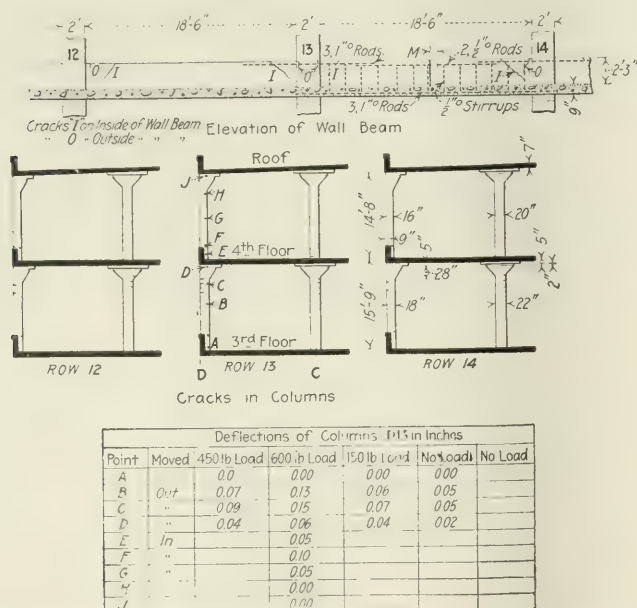 2' 18'-6" 2' 18'-6" 2'
12 13 3,1"° Rods M 2,½"° Rods 14
O I I O I I O 2'-3"
3,1"° Rods ½"° Stirrups 9"
Cracks I on Inside of Wall Beam
" O " Outside " " "
Elevation of Wall Beam
Roof 7"
J
H
G 14'-8" 16" 20"
F 9"
E 4th Floor 5" 5"
D 28" 2"
C
B 15'-9" 18" 22"
A 3rd Floor
ROW 12 ROW 13 ROW 14
D C
Cracks in Columns
Deflections of Columns D13 in Inches
Point Moved 450 lb Load 600 lb Load 150 lb Load No Load No Load
A 0.0 0.00 0.00 0.00
B Out 0.07 0.13 0.06 0.05
C " 0.09 0.15 0.07 0.05
D " 0.04 0.06 0.04 0.02
E In 0.05
F " 0.10
G " 0.05
H 0.00
J 0.00